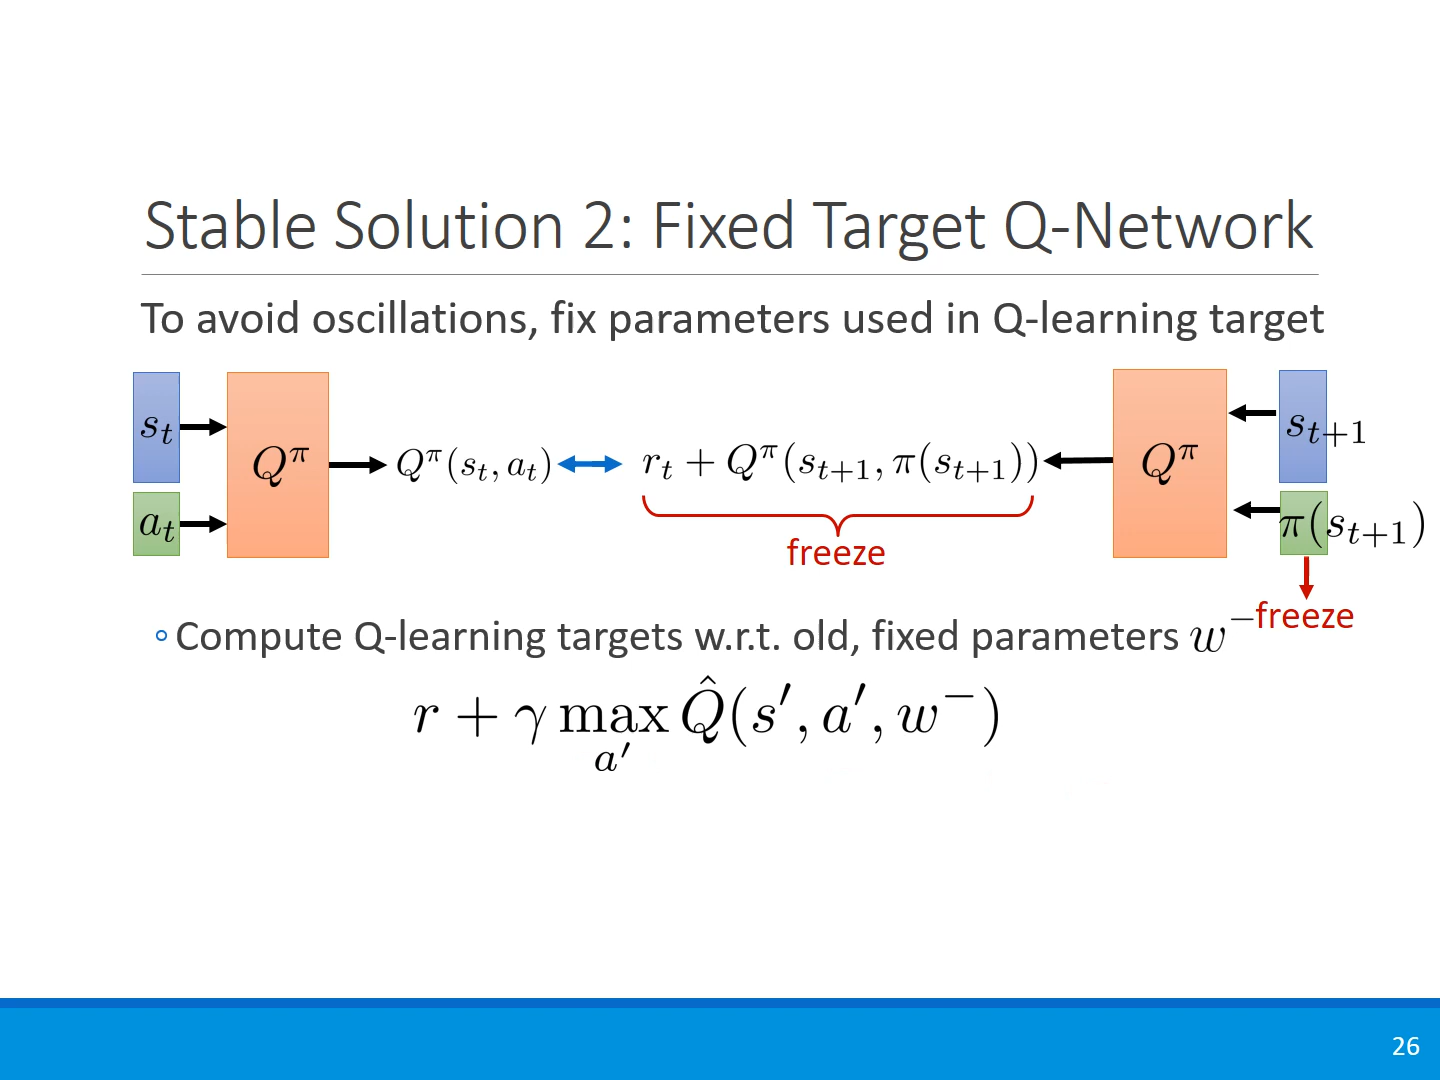 Stable Solution 2: Fixed Target Q-Network
To avoid oscillations, fix parameters used in Q-learning target
s_t
a_t
Q^π
Q^π(s_t, a_t)
r_t + Q^π(s_{t+1}, π(s_{t+1}))
freeze
Q^π
s_{t+1}
π(s_{t+1})
freeze
Compute Q-learning targets w.r.t. old, fixed parameters w^−
r + γ max_{a′} Q̂(s′, a′, w^−)
26